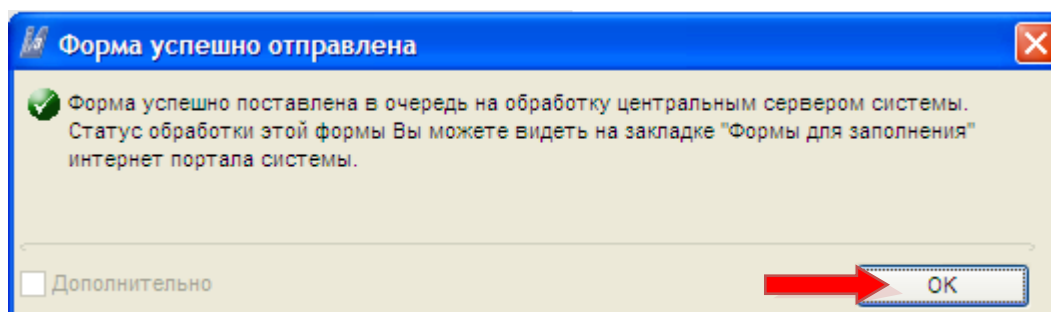 Форма успешно отправлена
Форма успешно поставлена в очередь на обработку центральным сервером системы.
Статус обработки этой формы Вы можете видеть на закладке "Формы для заполнения"
интернет портала системы.
Дополнительно
OK